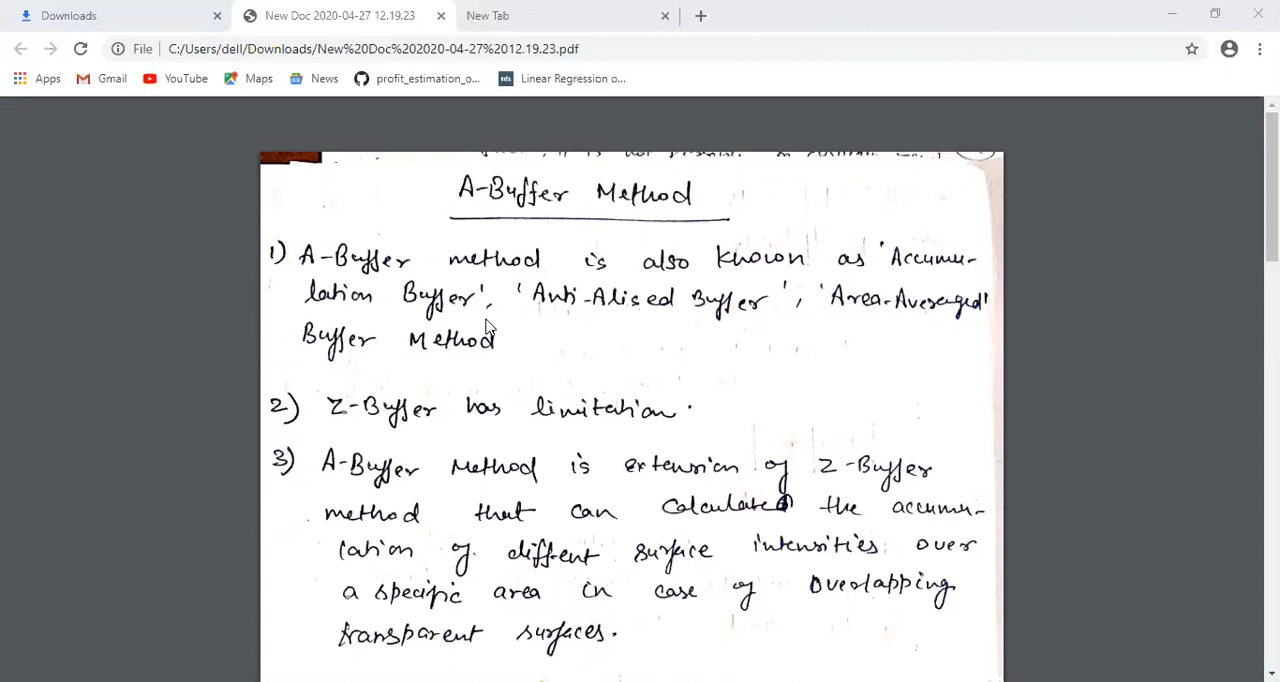 Downloads
New Doc 2020-04-27 12.19.23
New Tab
File
C:/Users/dell/Downloads/New%20Doc%202020-04-27%2012.19.23.pdf
Apps
Gmail
YouTube
Maps
News
profit_estimation_o...
Linear Regression o...
A-Buffer Method
1) A-Buffer method is also known as 'Accumu-
lation Buffer', 'Anti-Alised Buffer', 'Area-Averaged'
Buffer Method
2) Z-Buffer has limitation.
3) A-Buffer Method is extension of Z-Buffer
method that can calculated the accumu-
lation of diffent surface intensities over
a specific area in case of overlapping
transparent surfaces.